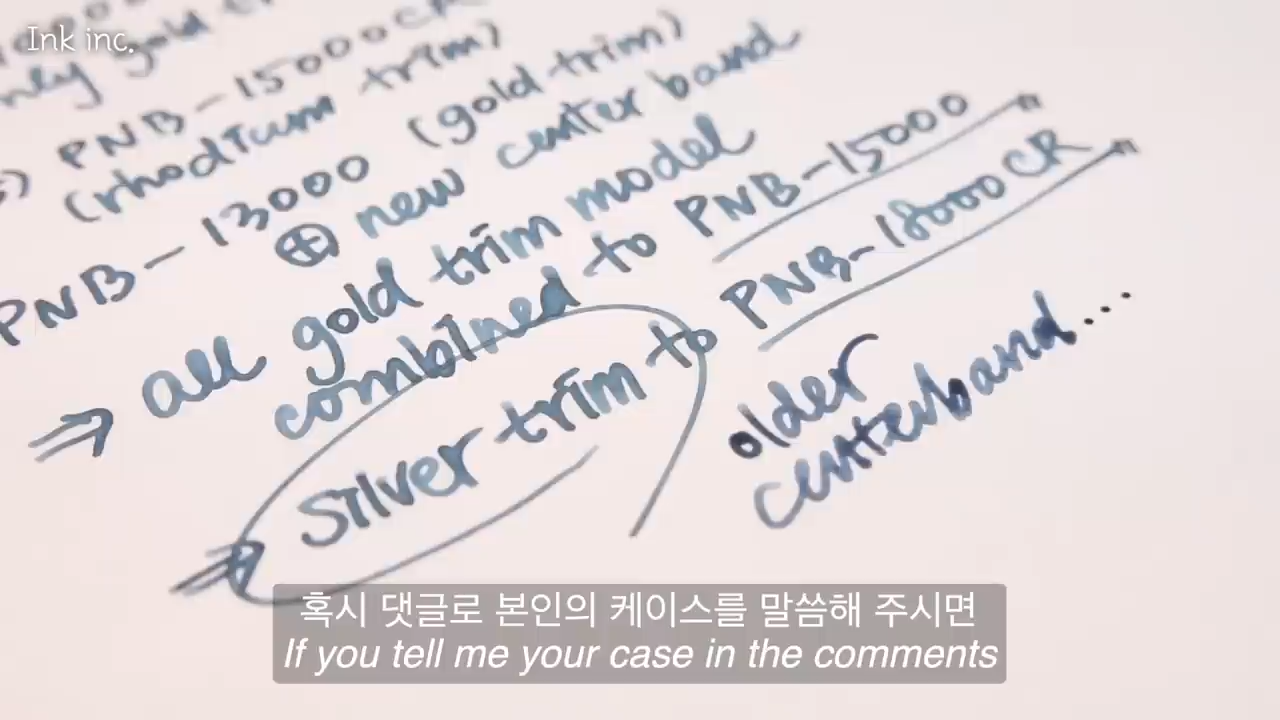 Ink inc.
only gold
PNB-15000CR
(rhodium trim)
PNB-13000 (gold trim)
⊕ new center band
⇒ all gold trim model
combined to PNB-15000
⇒ Silver trim to PNB-18000CR
older
centerband...
혹시 댓글로 본인의 케이스를 말씀해 주시면
If you tell me your case in the comments